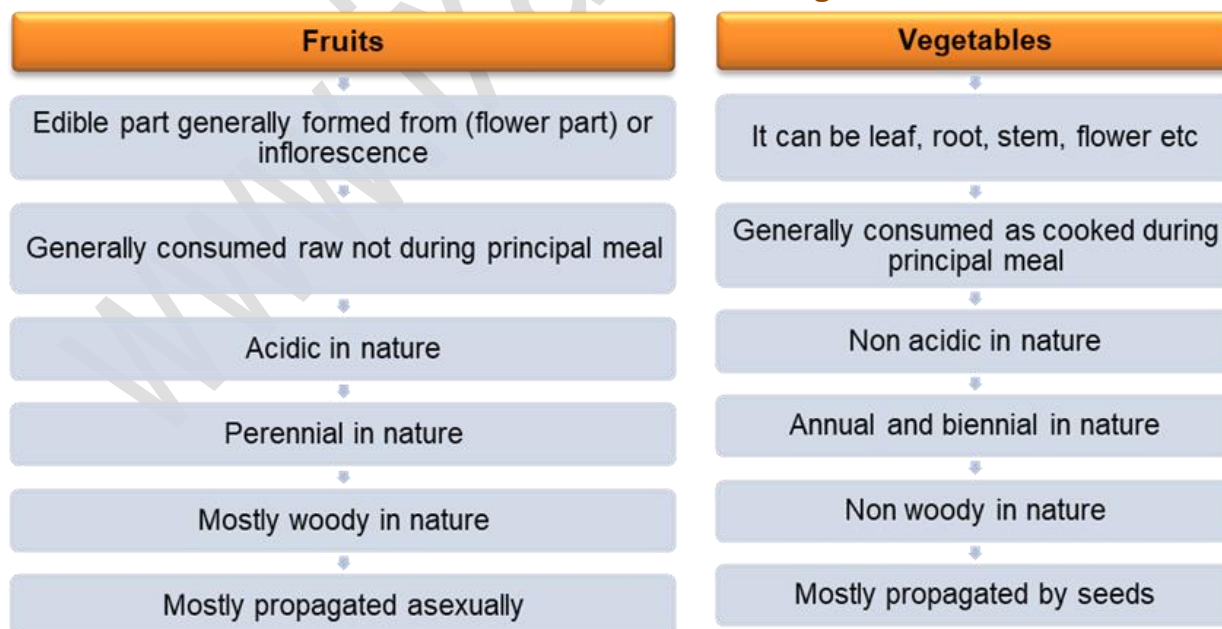 Fruits
Edible part generally formed from (flower part) or
inflorescence
Generally consumed raw not during principal meal
Acidic in nature
Perennial in nature
Mostly woody in nature
Mostly propagated asexually
Vegetables
It can be leaf, root, stem, flower etc
Generally consumed as cooked during
principal meal
Non acidic in nature
Annual and biennial in nature
Non woody in nature
Mostly propagated by seeds